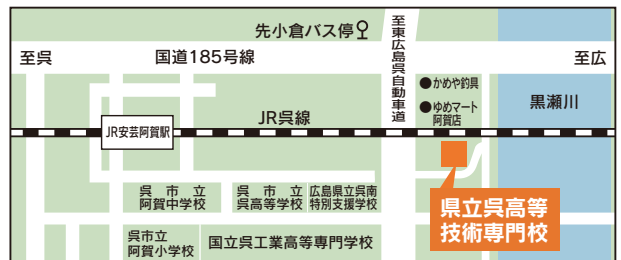 先小倉バス停
至呉
国道185号線
至東広島呉自動車道
至広
かめや釣具
ゆめマート
阿賀店
黒瀬川
JR呉線
JR安芸阿賀駅
呉市立
阿賀中学校
呉市立
呉高等学校
広島県立呉南
特別支援学校
県立呉高等
技術専門校
呉市立
阿賀小学校
国立呉工業高等専門学校